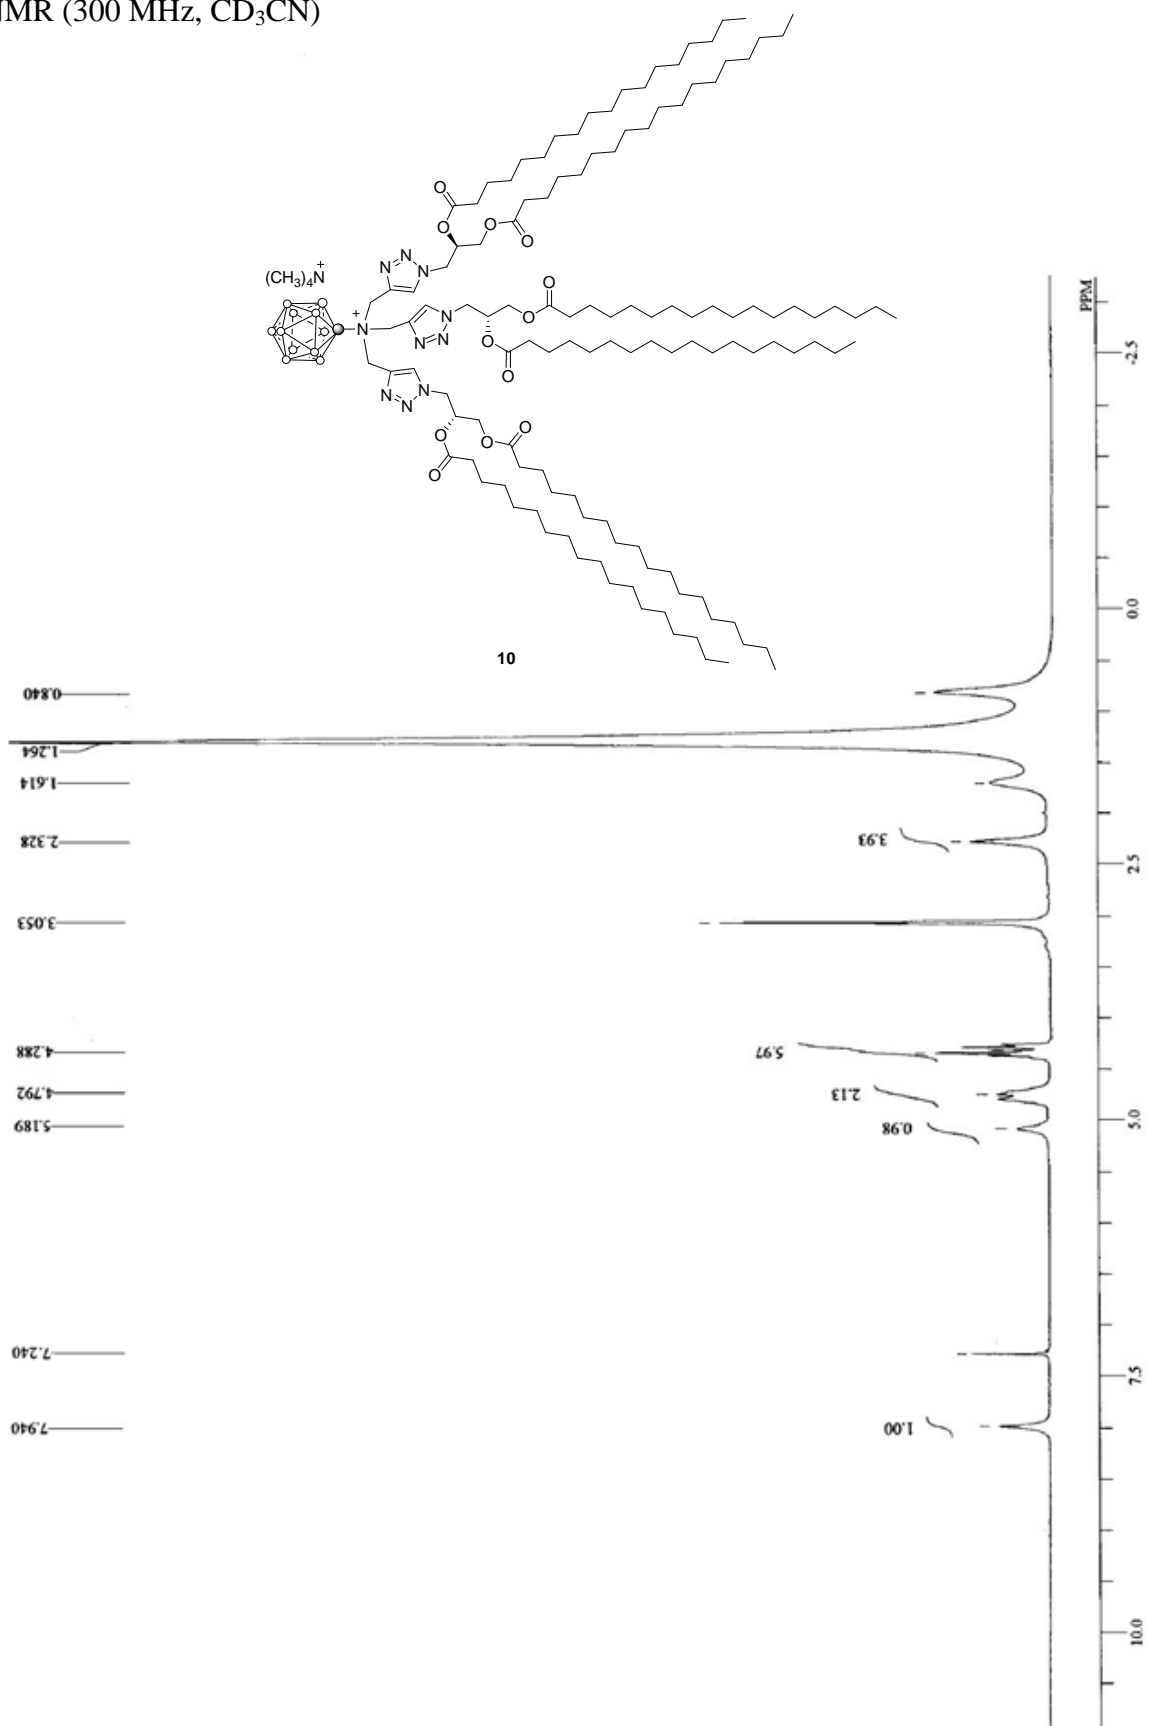 NMR (300 MHz, CD₃CN)
O
O
O
O
N=N
N
(CH₃)₄N⁺
+
N
N
N=N
O
O
O
O
N
N=N
O
O
O
O
10
PPM
-2.5
0.0
2.5
5.0
7.5
10.0
0.840
1.264
1.614
2.328
3.053
4.288
4.792
5.189
7.240
7.940
3.93
5.97
2.13
0.98
1.00